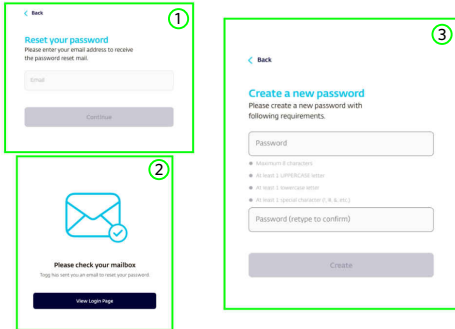 Back
1
Reset your password
Please enter your email address to receive
the password reset mail.
Email
Continue
2
Please check your mailbox
Togg has sent you an email to reset your password
View Login Page
3
Back
Create a new password
Please create a new password with
following requirements.
Password
Maximum 8 characters
At least 1 UPPERCASE letter
At least 1 lowercase letter
At least 1 special character (!, #, &, etc.)
Password (retype to confirm)
Create